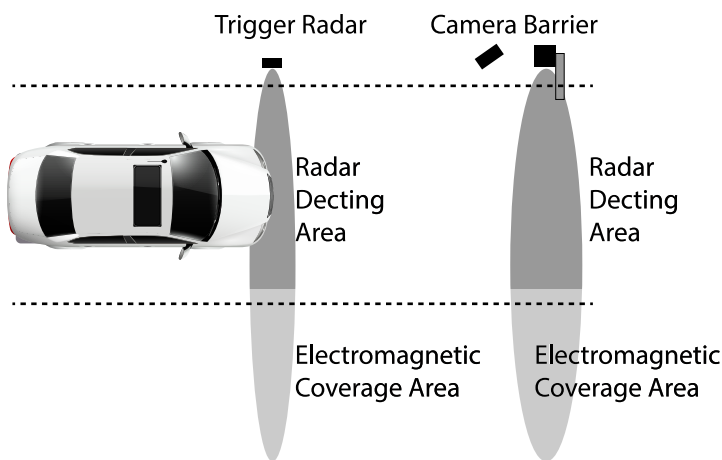 Trigger Radar
Camera Barrier
Radar
Decting
Area
Radar
Decting
Area
Electromagnetic
Coverage Area
Electromagnetic
Coverage Area